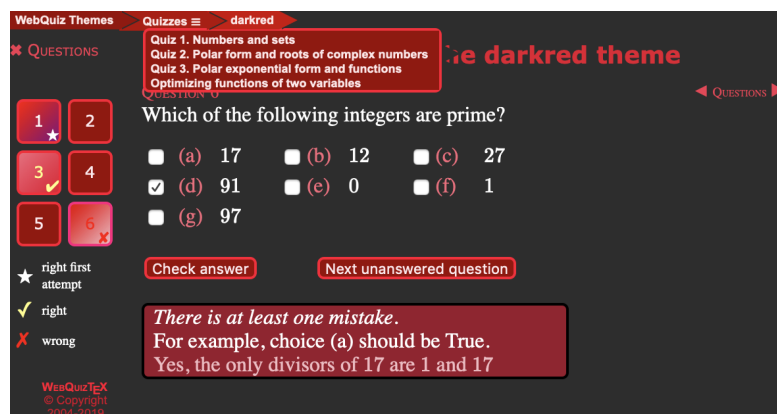 WebQuiz Themes Quizzes ☰ darkred
✖ QUESTIONS
Quiz 1. Numbers and sets
Quiz 2. Polar form and roots of complex numbers
Quiz 3. Polar exponential form and functions
Optimizing functions of two variables
darkred theme
QUESTION 6
◀ QUESTIONS ▶
Which of the following integers are prime?
1 2
3 4
5 6
(a) 17 (b) 12 (c) 27
(d) 91 (e) 0 (f) 1
(g) 97
Check answer Next unanswered question
★ right first
attempt
✓ right
✗ wrong
There is at least one mistake.
For example, choice (a) should be True.
Yes, the only divisors of 17 are 1 and 17
WEBQUIZTEX
© Copyright
2004-2019